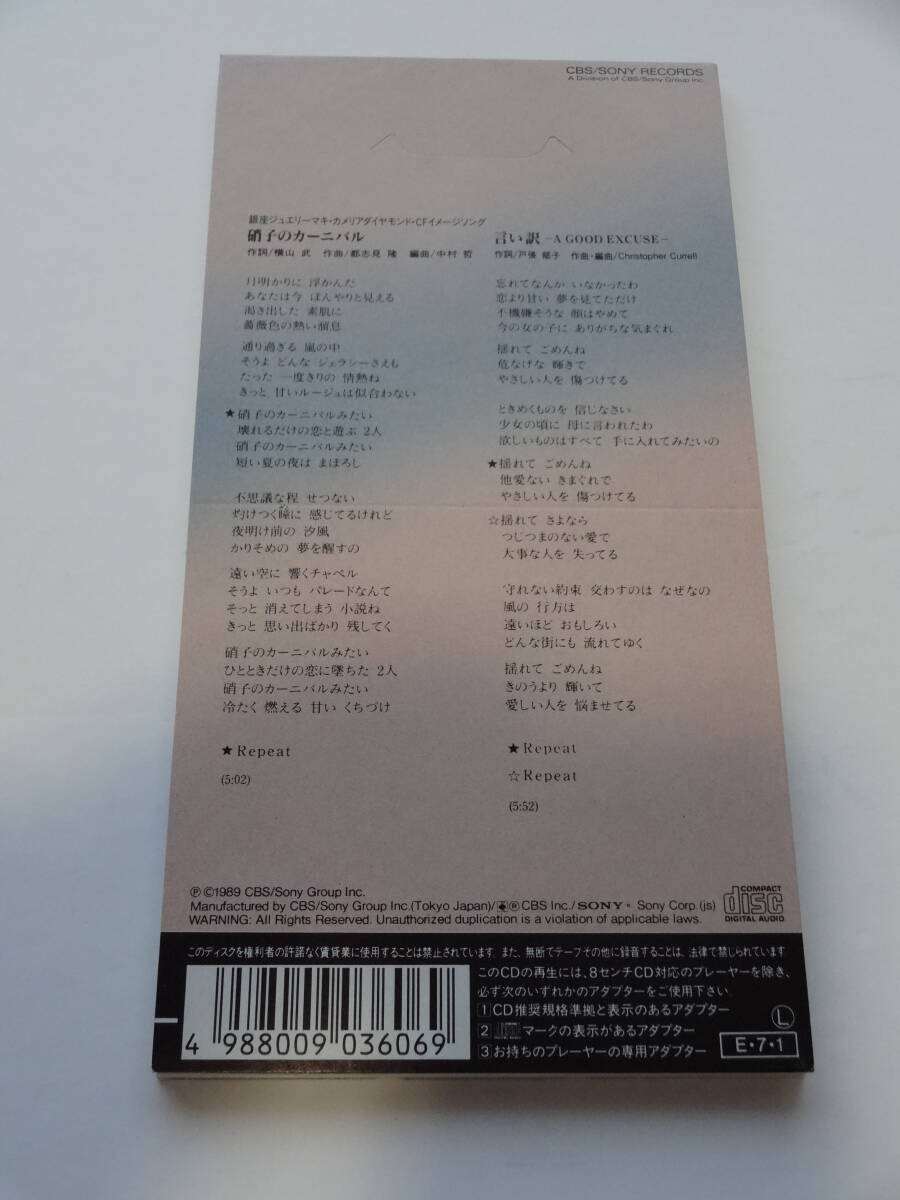 CBS/SONY RECORDS
A Division of CBS/Sony Group Inc.
銀座ジュエリーマキ・カメリアダイヤモンド・CFイメージソング
硝子のカーニバル
作詞/横山 武 作曲/都志見 隆 編曲/中村 哲
月明かりに 浮かんだ
あなたは今 ぼんやりと見える
渇き出した 素肌に
薔薇色の熱い溜息
通り過ぎる 嵐の中
そうよ どんな ジェラシーさえも
たった 一度きりの 情熱ね
きっと 甘いルージュは似合わない
★硝子のカーニバルみたい
壊れるだけの恋と遊ぶ 2人
硝子のカーニバルみたい
短い夏の夜は まぼろし
不思議な程 せつない
灼けつく瞳に 感じてるけれど
夜明け前の 汐風
かりそめの 夢を醒すの
遠い空に 響くチャペル
そうよ いつも パレードなんて
そっと 消えてしまう 小説ね
きっと 思い出ばかり 残してく
硝子のカーニバルみたい
ひとときだけの恋に墜ちた 2人
硝子のカーニバルみたい
冷たく 燃える 甘い くちづけ
★Repeat
(5:02)
言い訳 –A GOOD EXCUSE–
作詞/戸張 郁子 作曲・編曲/Christopher Currell
忘れてなんか いなかったわ
恋より甘い 夢を見てただけ
不機嫌そうな 顔はやめて
今の女の子に ありがちな気まぐれ
揺れて ごめんね
危なげな 輝きで
やさしい人を 傷つけてる
ときめくものを 信じなさい
少女の頃に 母に言われたわ
欲しいものはすべて 手に入れてみたいの
★揺れて ごめんね
他愛ない きまぐれで
やさしい人を 傷つけてる
☆揺れて さよなら
つじつまのない愛で
大事な人を 失ってる
守れない約束 交わすのは なぜなの
風の 行方は
遠いほど おもしろい
どんな街にも 流れてゆく
揺れて ごめんね
きのうより 輝いて
愛しい人を 悩ませてる
★Repeat
☆Repeat
(5:52)
℗©1989 CBS/Sony Group Inc.
Manufactured by CBS/Sony Group Inc.(Tokyo Japan)/®CBS Inc./SONY® Sony Corp.(js)
WARNING: All Rights Reserved. Unauthorized duplication is a violation of applicable laws.
COMPACT
disc
DIGITAL AUDIO
このディスクを権利者の許諾なく賃貸業に使用することは禁止されています。また、無断でテープその他に録音することは、法律で禁じられています
このCDの再生には、8センチCD対応のプレーヤーを除き、
必ず次のいずれかのアダプターをご使用下さい。
1 CD推奨規格準拠と表示のあるアダプター
2 マークの表示があるアダプター
3 お持ちのプレーヤーの専用アダプター
L
E・7・1
4 988009 036069